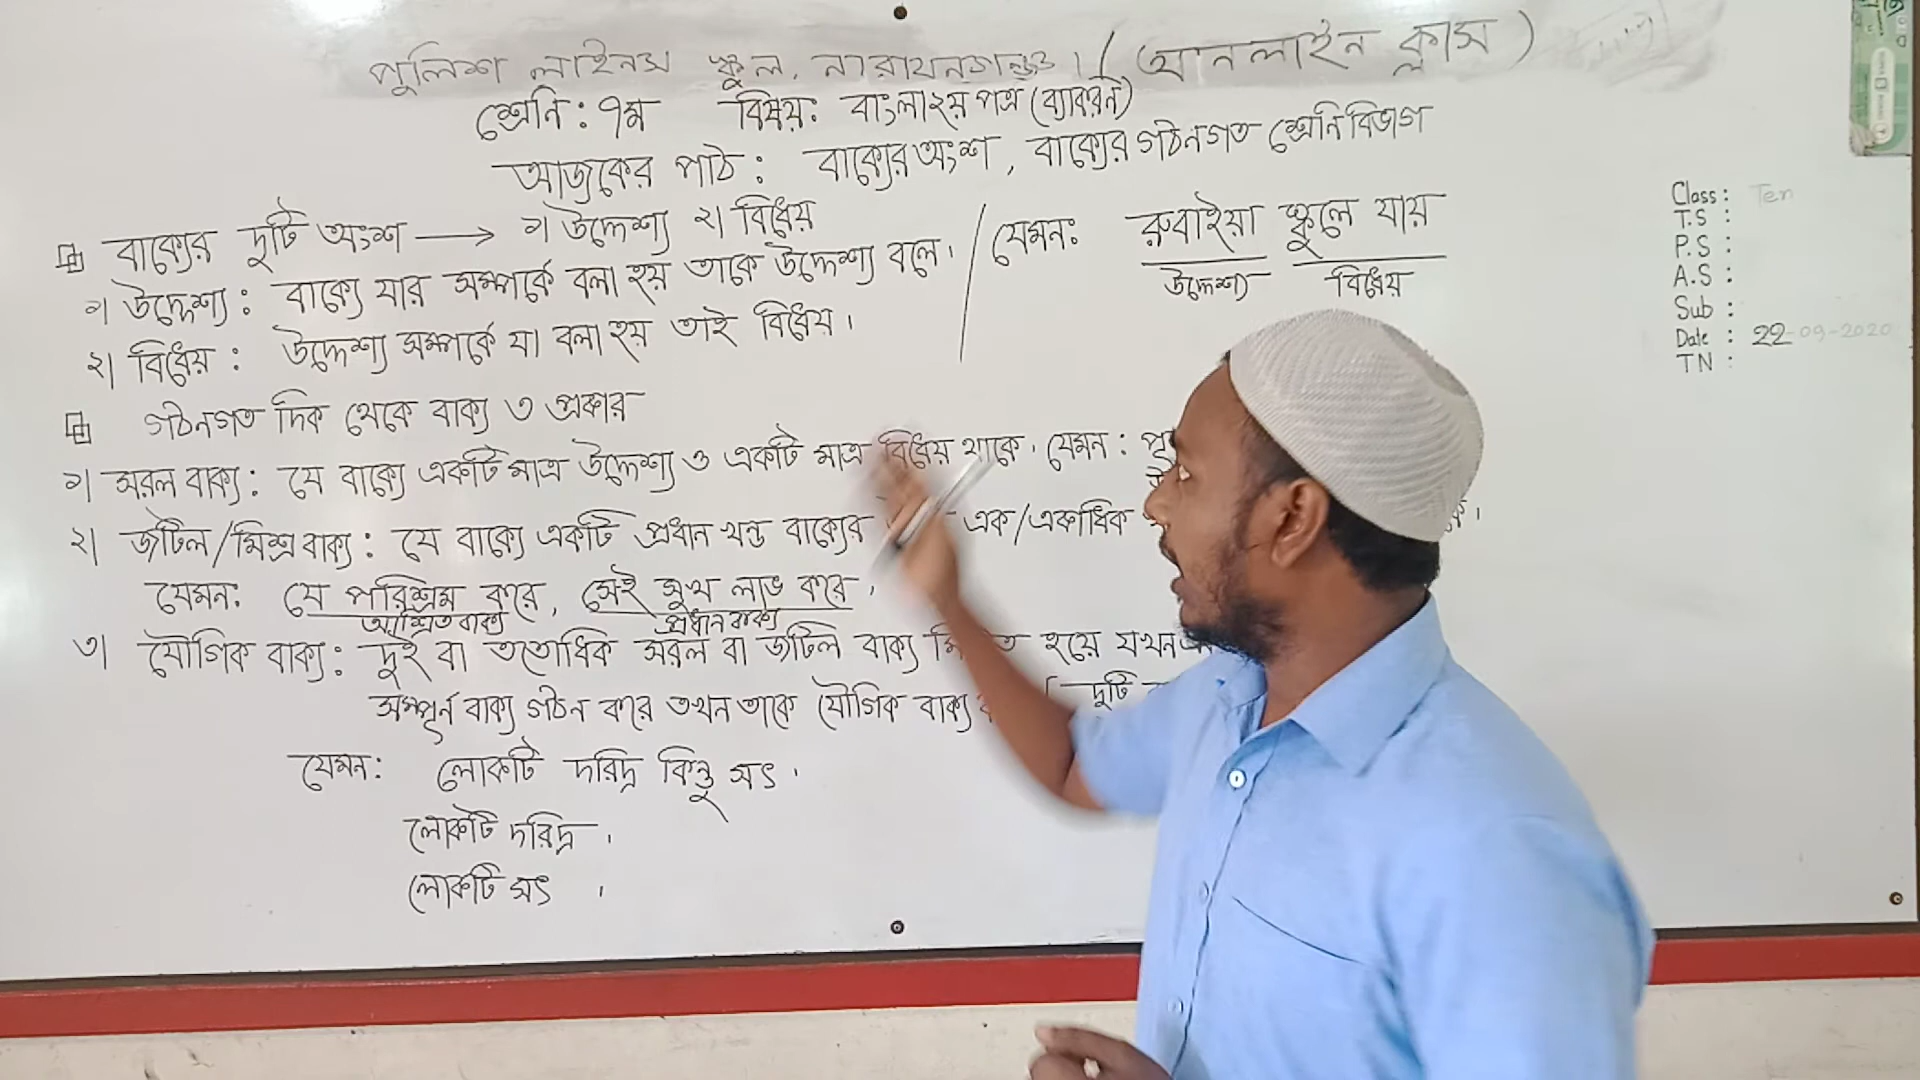 পুলিশ লাইনস স্কুল, নারায়নগঞ্জ। (অনলাইন ক্লাস)
শ্রেনি: ৭ম বিষয়: বাংলা ২য় পত্র (ব্যাকরন)
আজকের পাঠ: বাক্যের অংশ, বাক্যের গঠনগত শ্রেনি বিভাগ
বাক্যের দুটি অংশ → ১। উদ্দেশ্য ২। বিধেয়
১। উদ্দেশ্য: বাক্যে যার সম্পর্কে বলা হয় তাকে উদ্দেশ্য বলে।
২। বিধেয়: উদ্দেশ্য সম্পর্কে যা বলা হয় তাই বিধেয়।
যেমন: রুবাইয়া স্কুলে যায়
উদ্দেশ্য বিধেয়
গঠনগত দিক থেকে বাক্য ৩ প্রকার
১। সরল বাক্য: যে বাক্যে একটি মাত্র উদ্দেশ্য ও একটি মাত্র বিধেয় থাকে। যেমন:
২। জটিল/মিশ্র বাক্য: যে বাক্যে একটি প্রধান খন্ড বাক্যের এক/একাধিক
যেমন: যে পরিশ্রম করে, সেই সুখ লাভ করে।
আশ্রিত বাক্য প্রধান বাক্য
৩। যৌগিক বাক্য: দুই বা ততোধিক সরল বা জটিল বাক্য হয়ে যখন
সম্পূর্ন বাক্য গঠন করে তখন তাকে যৌগিক বাক্য দুটি
যেমন: লোকটি দরিদ্র কিন্তু সৎ।
লোকটি দরিদ্র।
লোকটি সৎ।
Class: Ten
T.S:
P.S:
A.S:
Sub:
Date: 22-09-2020
TN: